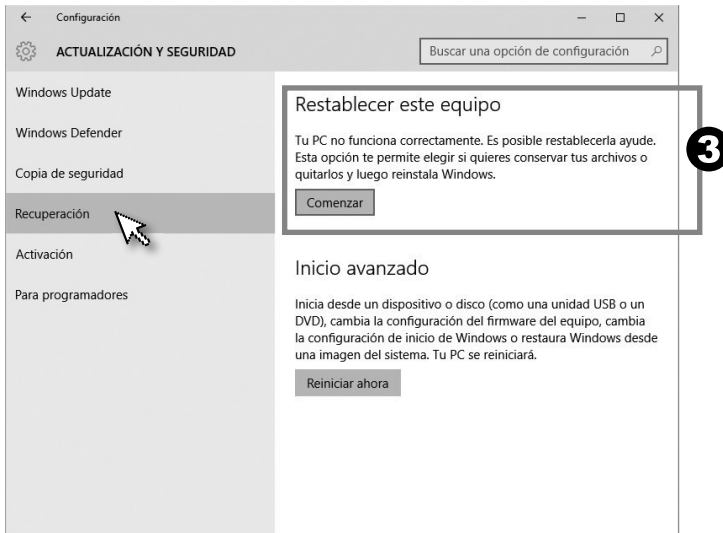 Configuración
ACTUALIZACIÓN Y SEGURIDAD
Buscar una opción de configuración
Windows Update
Windows Defender
Copia de seguridad
Recuperación
Activación
Para programadores
Restablecer este equipo
Tu PC no funciona correctamente. Es posible restablecerla ayude.
Esta opción te permite elegir si quieres conservar tus archivos o
quitarlos y luego reinstala Windows.
Comenzar
3
Inicio avanzado
Inicia desde un dispositivo o disco (como una unidad USB o un
DVD), cambia la configuración del firmware del equipo, cambia
la configuración de inicio de Windows o restaura Windows desde
una imagen del sistema. Tu PC se reiniciará.
Reiniciar ahora